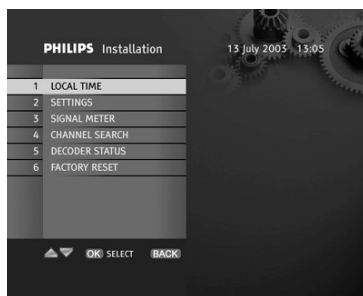 PHILIPS Installation 13 July 2003 13:05
1 LOCAL TIME
2 SETTINGS
3 SIGNAL METER
4 CHANNEL SEARCH
5 DECODER STATUS
6 FACTORY RESET
OK SELECT BACK